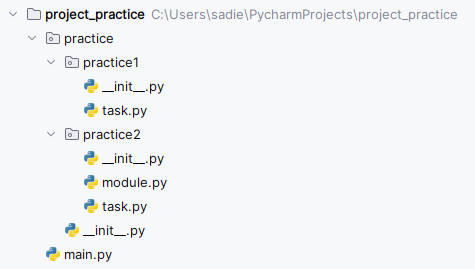 project_practice C:\Users\sadie\PycharmProjects\project_practice
practice
practice1
__init__.py
task.py
practice2
__init__.py
module.py
task.py
__init__.py
main.py